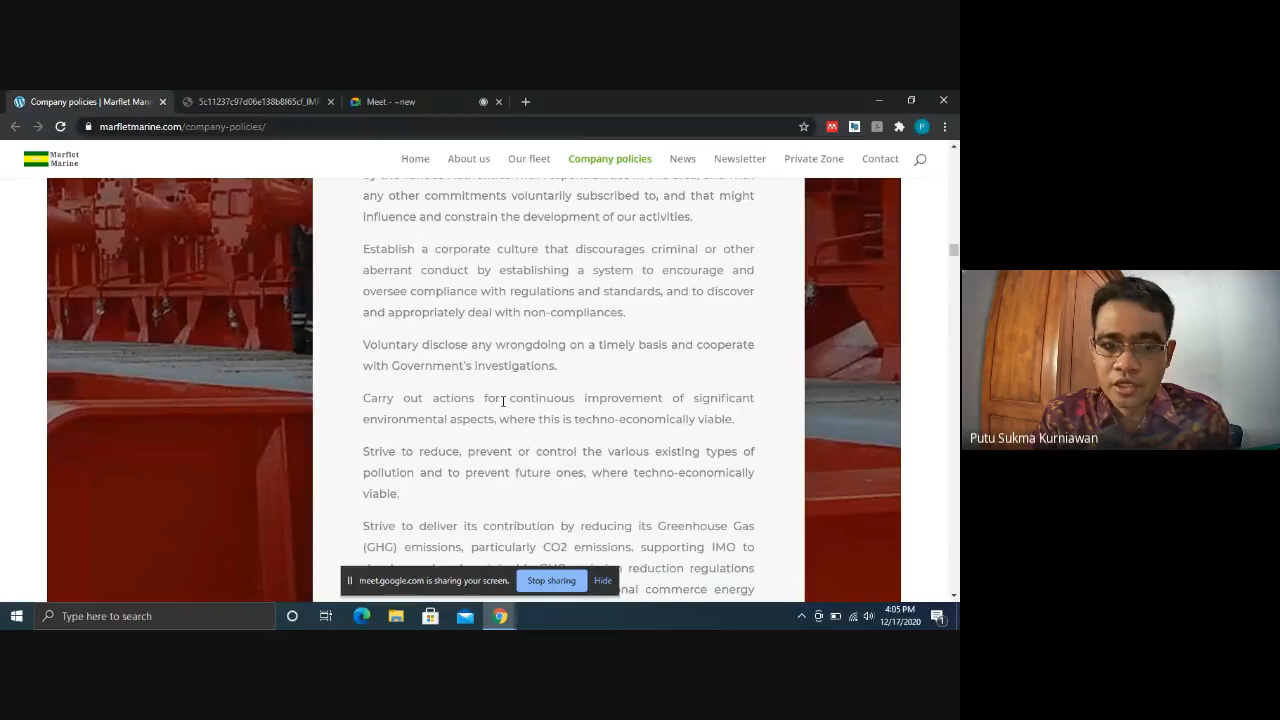 Company policies | Marflet Marin
5c11237c97d06e138b8f65cf_IMP
Meet - ~new
marfletmarine.com/company-policies/
P
Marflet
Marine
Home
About us
Our fleet
Company policies
News
Newsletter
Private Zone
Contact
any other commitments voluntarily subscribed to, and that might
influence and constrain the development of our activities.
Establish a corporate culture that discourages criminal or other
aberrant conduct by establishing a system to encourage and
oversee compliance with regulations and standards, and to discover
and appropriately deal with non-compliances.
Voluntary disclose any wrongdoing on a timely basis and cooperate
with Government's investigations.
Carry out actions for continuous improvement of significant
environmental aspects, where this is techno-economically viable.
Strive to reduce, prevent or control the various existing types of
pollution and to prevent future ones, where techno-economically
viable.
Strive to deliver its contribution by reducing its Greenhouse Gas
(GHG) emissions, particularly CO2 emissions, supporting IMO to
reduction regulations
commerce energy
meet.google.com is sharing your screen.
Stop sharing
Hide
Type here to search
4:05 PM
12/17/2020
1
Putu Sukma Kurniawan